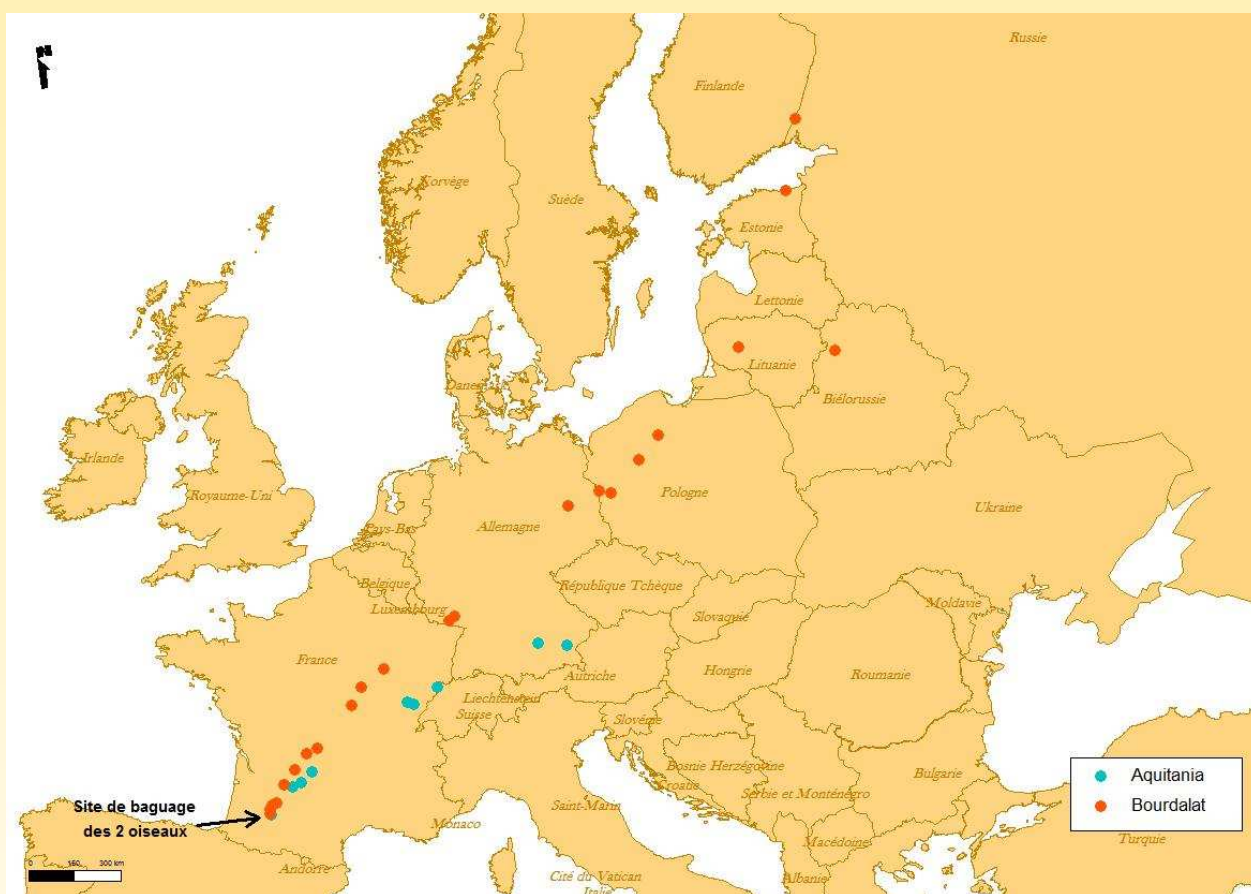 N
Russie
Finlande
Norvège
Suède
Estonie
Lettonie
Lituanie
Danemark
Biélorussie
Irlande
Royaume-Uni
Pays-Bas
Allemagne
Pologne
Ukraine
Belgique
Luxembourg
République Tchèque
Slovaquie
Moldavie
France
Autriche
Hongrie
Roumanie
Liechtenstein
Suisse
Slovénie
Bosnie Herzégovine
Croatie
Serbie et Monténégro
Bulgarie
Saint-Marin
Monaco
Macédoine
Turquie
Andorre
Cité du Vatican
Italie
Albanie
Site de baguage
des 2 oiseaux
Aquitania
Bourdalat
0 150 300 km